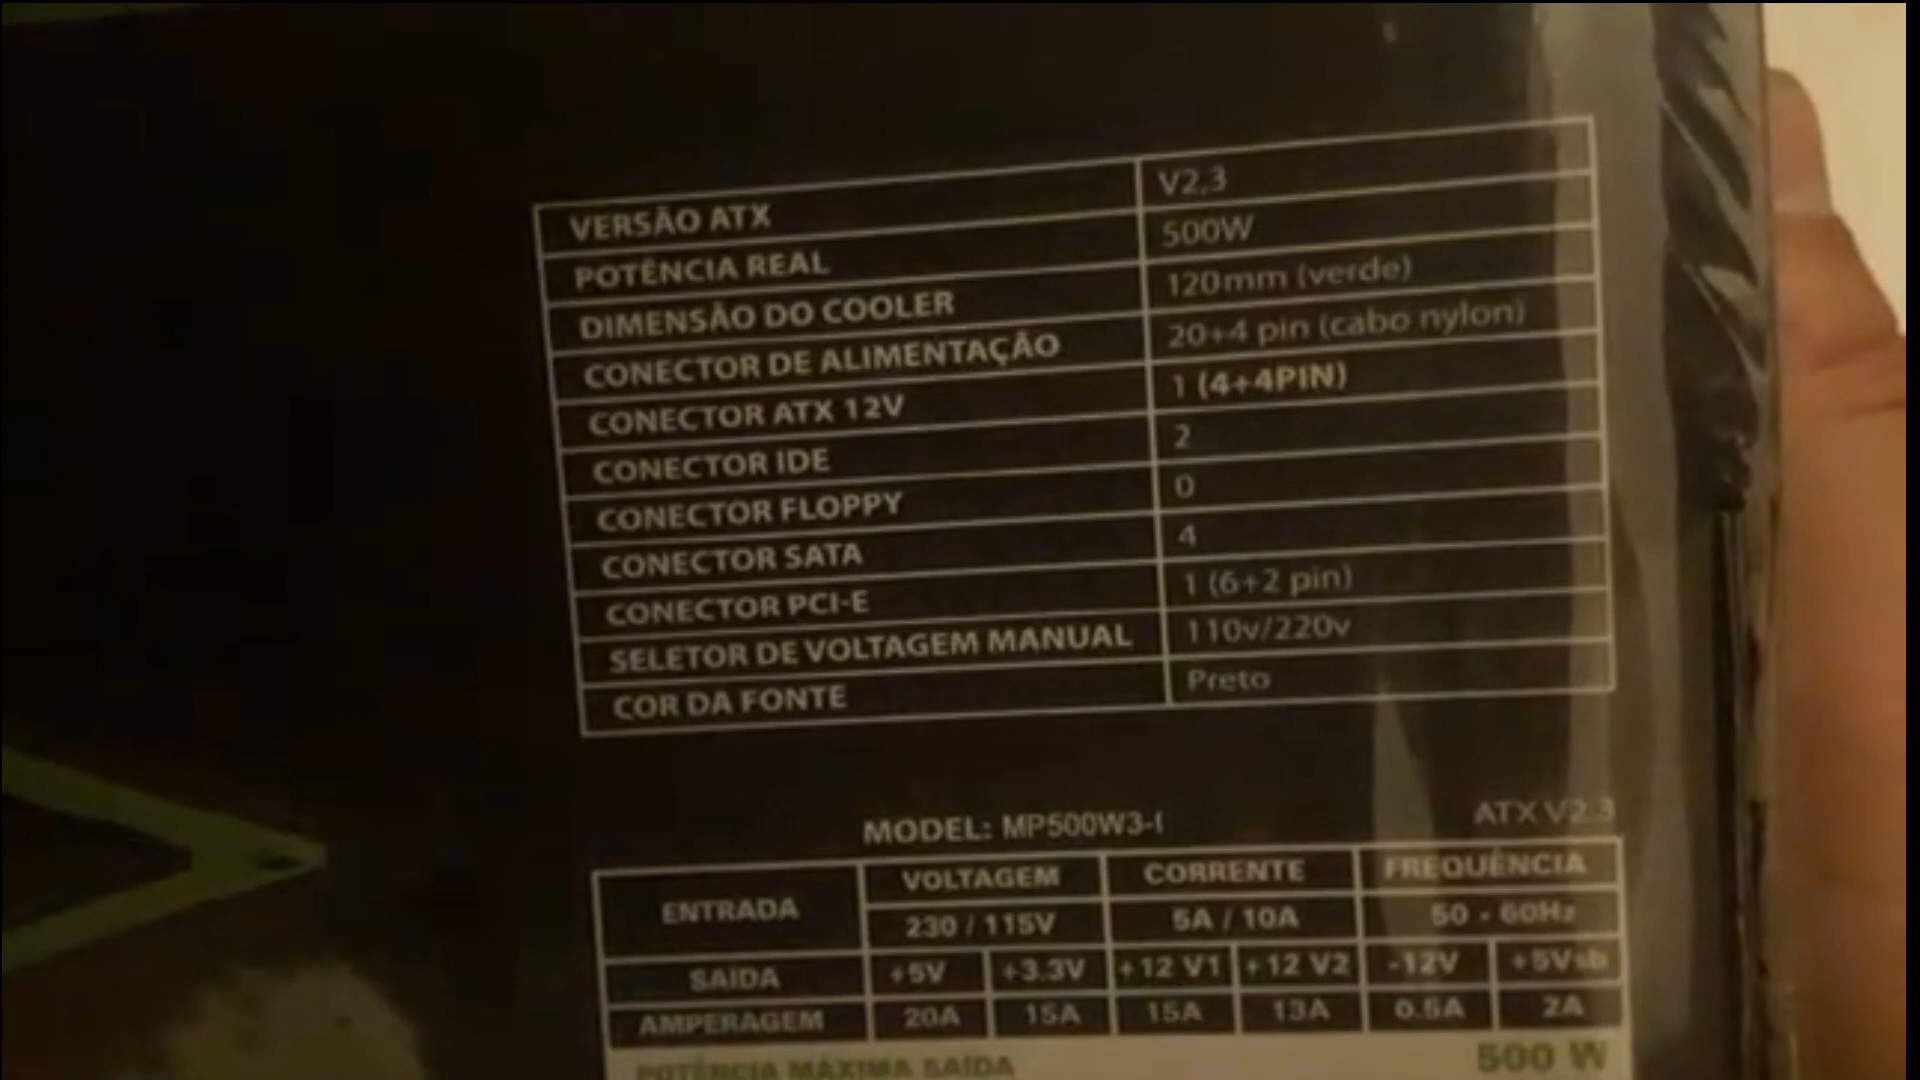 VERSÃO ATX V2,3
POTÊNCIA REAL 500W
DIMENSÃO DO COOLER 120mm (verde)
CONECTOR DE ALIMENTAÇÃO 20+4 pin (cabo nylon)
CONECTOR ATX 12V 1 (4+4PIN)
CONECTOR IDE 2
CONECTOR FLOPPY 0
CONECTOR SATA 4
CONECTOR PCI-E 1 (6+2 pin)
SELETOR DE VOLTAGEM MANUAL 110v/220v
COR DA FONTE Preto
MODEL: MP500W3-I ATX V2.3
ENTRADA VOLTAGEM CORRENTE FREQUÊNCIA
230 / 115V 5A / 10A 50 - 60Hz
SAIDA +5V +3.3V +12 V1 +12 V2 -12V +5Vsb
AMPERAGEM 20A 15A 15A 13A 0.5A 2A
POTÊNCIA MÁXIMA SAÍDA 500 W